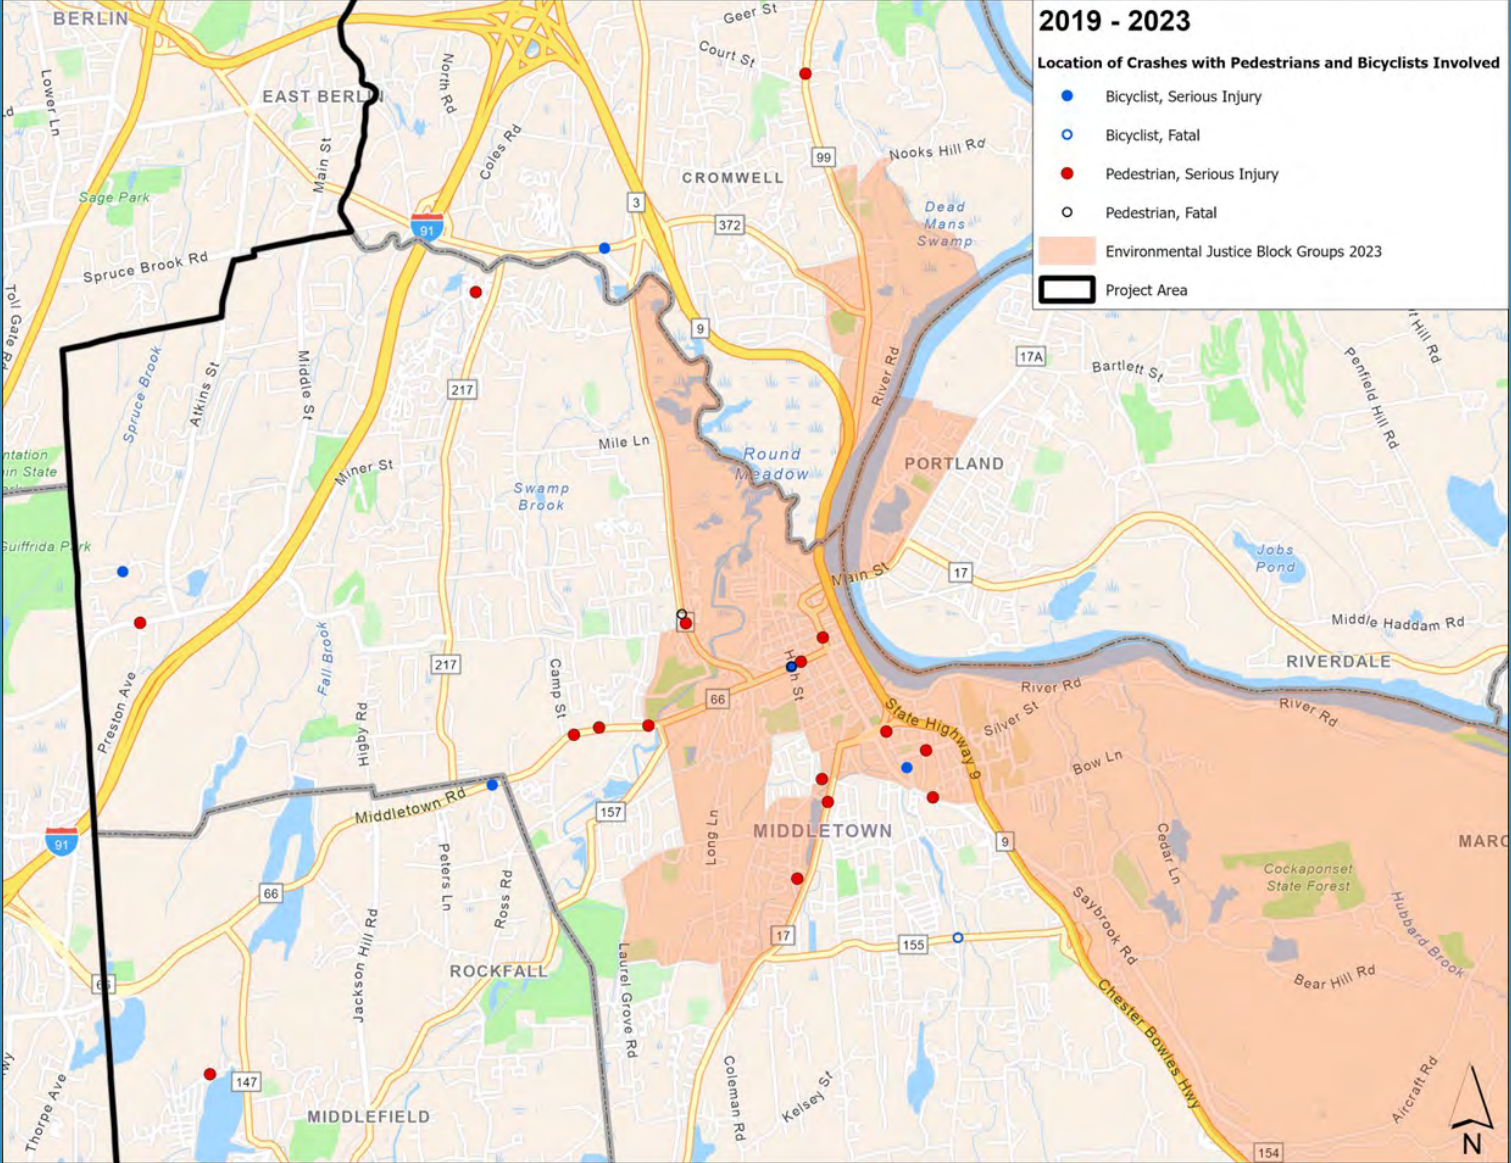 2019 - 2023
Location of Crashes with Pedestrians and Bicyclists Involved
Bicyclist, Serious Injury
Bicyclist, Fatal
Pedestrian, Serious Injury
Pedestrian, Fatal
Environmental Justice Block Groups 2023
Project Area
BERLIN
Geer St
Court St
Lower Ln
North Rd
EAST BERLIN
Main St
Coles Rd
99
Nooks Hill Rd
CROMWELL
Sage Park
3
372
Dead
Mans
Swamp
91
Spruce Brook Rd
Toll Gate Rd
9
17A
Bartlett St
t Hill Rd
Penfield Hill Rd
River Rd
Spruce Brook
Atkins St
Middle St
217
Mile Ln
Round
Meadow
PORTLAND
ntation
in State
Miner St
Swamp
Brook
Guiffrida Park
Main St
17
Jobs
Pond
Middle Haddam Rd
RIVERDALE
Fall Brook
217
Camp St
High St
66
River Rd
River Rd
Silver St
State Highway 9
Preston Ave
Higby Rd
Bow Ln
Middletown Rd
157
MIDDLETOWN
Long Ln
9
91
Cedar Ln
MARO
Peters Ln
66
Ross Rd
Cockaponset
State Forest
Saybrook Rd
Hubbard Brook
17
155
Jackson Hill Rd
ROCKFALL
Laurel Grove Rd
Bear Hill Rd
Chester Bowles Hwy
147
Thorpe Ave
MIDDLEFIELD
Coleman Rd
Kelsey St
Aircraft Rd
154
N